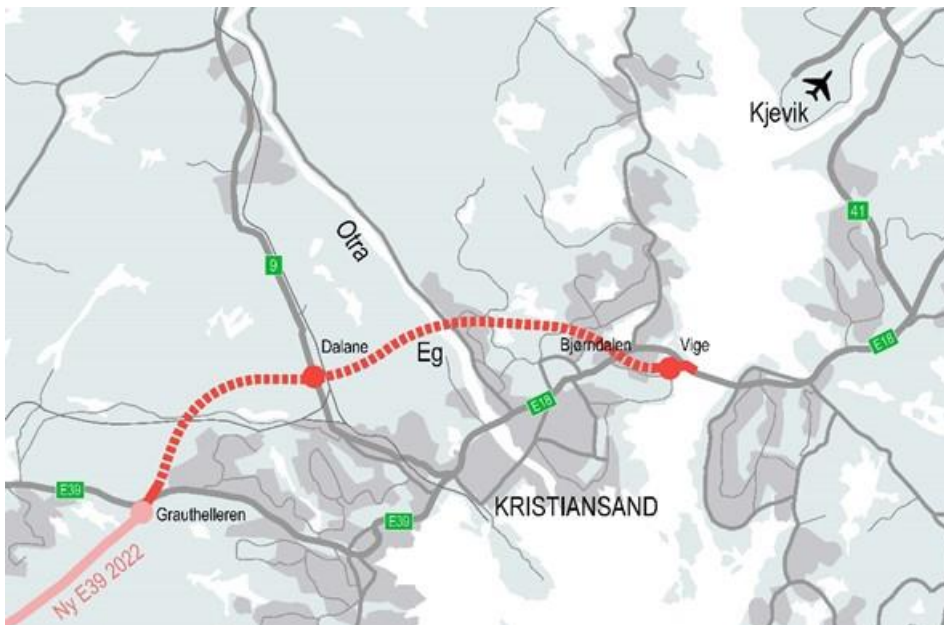 Kjevik
41
Otra
9
E18
Dalane
Eg
Bjørndalen
Vige
E18
E39
Grauthelleren
KRISTIANSAND
E39
Ny E39 2022